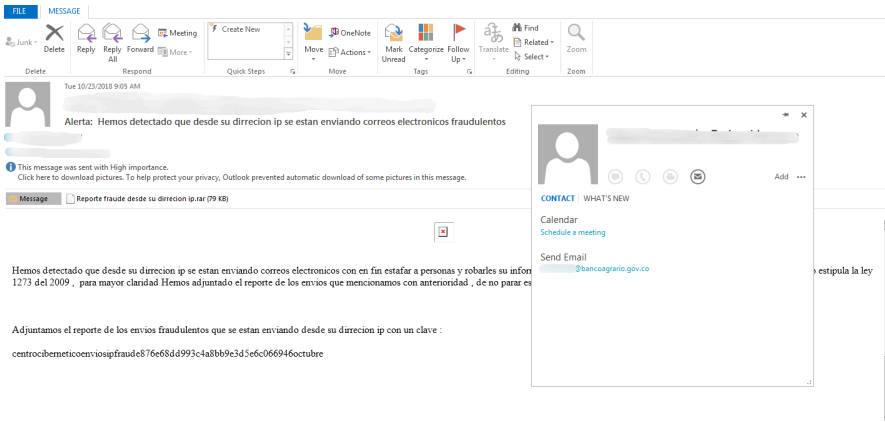 FILE MESSAGE
Junk
Delete
Reply
Reply All
Forward
Meeting
More
Create New
Move
OneNote
Actions
Mark Unread
Categorize
Follow Up
Translate
Find
Related
Select
Zoom
Delete Respond Quick Steps Move Tags Editing Zoom
Tue 10/23/2018 9:05 AM
Alerta: Hemos detectado que desde su dirrecion ip se estan enviando correos electronicos fraudulentos
This message was sent with High importance.
Click here to download pictures. To help protect your privacy, Outlook prevented automatic download of some pictures in this message.
Message Reporte fraude desde su dirrecion ip.rar (79 KB)
Add
CONTACT WHAT'S NEW
Calendar
Schedule a meeting
Send Email
@bancoagrario.gov.co
Hemos detectado que desde su dirrecion ip se estan enviando correos electronicos con en fin estafar a personas y robarles su estipula la ley
1273 del 2009 , para mayor claridad Hemos adjuntado el reporte de los envios que mencionamos con anterioridad , de no parar
Adjuntamos el reporte de los envios fraudulentos que se estan enviando desde su dirrecion ip con un clave :
centrociberneticoenviosipfraude876e68dd993c4a8bb9e3d5e6c066946octubre